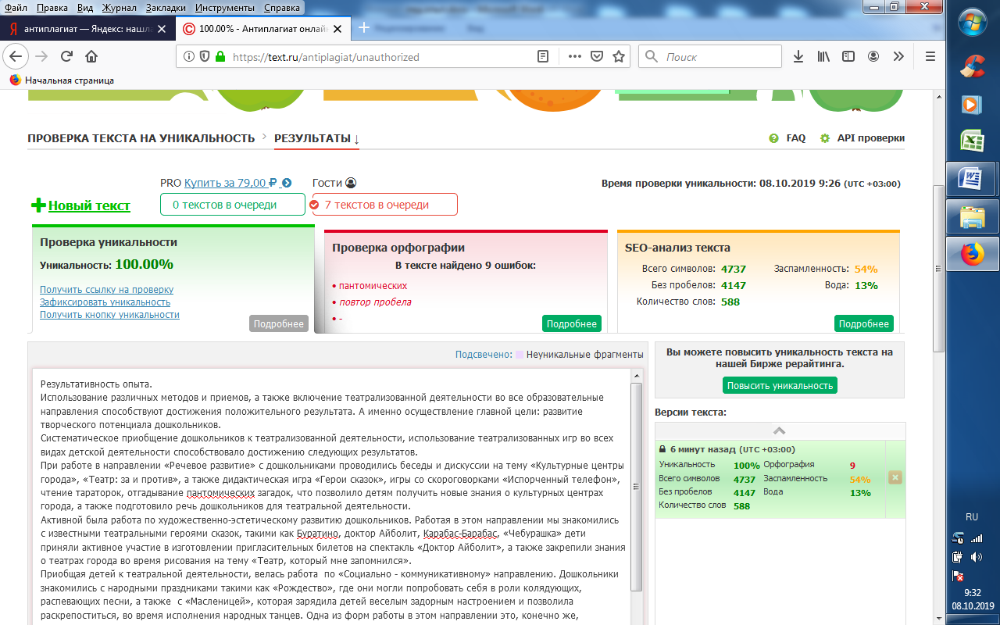 Файл Правка Вид Журнал Закладки Инструменты Справка
антиплагиат — Яндекс: нашла
100.00% - Антиплагиат онлай
https://text.ru/antiplagiat/unauthorized
Поиск
Начальная страница
ПРОВЕРКА ТЕКСТА НА УНИКАЛЬНОСТЬ > РЕЗУЛЬТАТЫ ↓
FAQ API проверки
PRO Купить за 79,00 ₽
Гости
Время проверки уникальности: 08.10.2019 9:26 (UTC +03:00)
Новый текст
0 текстов в очереди
7 текстов в очереди
Проверка уникальности
Уникальность: 100.00%
Получить ссылку на проверку
Зафиксировать уникальность
Получить кнопку уникальности
Подробнее
Проверка орфографии
В тексте найдено 9 ошибок:
• пантомических
• повтор пробела
• -
Подробнее
SEO-анализ текста
Всего символов: 4737 Заспамленность: 54%
Без пробелов: 4147 Вода: 13%
Количество слов: 588
Подробнее
Подсвечено: Неуникальные фрагменты
Результативность опыта.
Использование различных методов и приемов, а также включение театрализованной деятельности во все образовательные
направления способствуют достижения положительного результата. А именно осуществление главной цели: развитие
творческого потенциала дошкольников.
Систематическое приобщение дошкольников к театрализованной деятельности, использование театрализованных игр во всех
видах детской деятельности способствовало достижению следующих результатов.
При работе в направлении «Речевое развитие» с дошкольниками проводились беседы и дискуссии на тему «Культурные центры
города», «Театр: за и против», а также дидактическая игра «Герои сказок», игры со скороговорками «Испорченный телефон»,
чтение тараторок, отгадывание пантомических загадок, что позволило детям получить новые знания о культурных центрах
города, а также подготовило речь дошкольников для театральной деятельности.
Активной была работа по художественно-эстетическому развитию дошкольников. Работая в этом направлении мы знакомились
с известными театральными героями сказок, такими как Буратино, доктор Айболит, Карабас-Барабас, «Чебурашка» дети
приняли активное участие в изготовлении пригласительных билетов на спектакль «Доктор Айболит», а также закрепили знания
о театрах города во время рисования на тему «Театр, который мне запомнился».
Приобщая детей к театральной деятельности, велась работа по «Социально - коммуникативному» направлению. Дошкольники
знакомились с народными праздниками такими как «Рождество», где они могли попробовать себя в роли колядующих,
распевающих песни, а также с «Масленицей», которая зарядила детей веселым задорным настроением и позволила
раскрепоститься, во время исполнения народных танцев. Одна из форм работы в этом направлении это, конечно же,
Вы можете повысить уникальность текста на
нашей Бирже рерайтинга.
Повысить уникальность
Версии текста:
6 минут назад (UTC +03:00)
Уникальность 100% Орфография 9
Всего символов 4737 Заспамленность 54%
Без пробелов 4147 Вода 13%
Количество слов 588
RU
9:32
08.10.2019